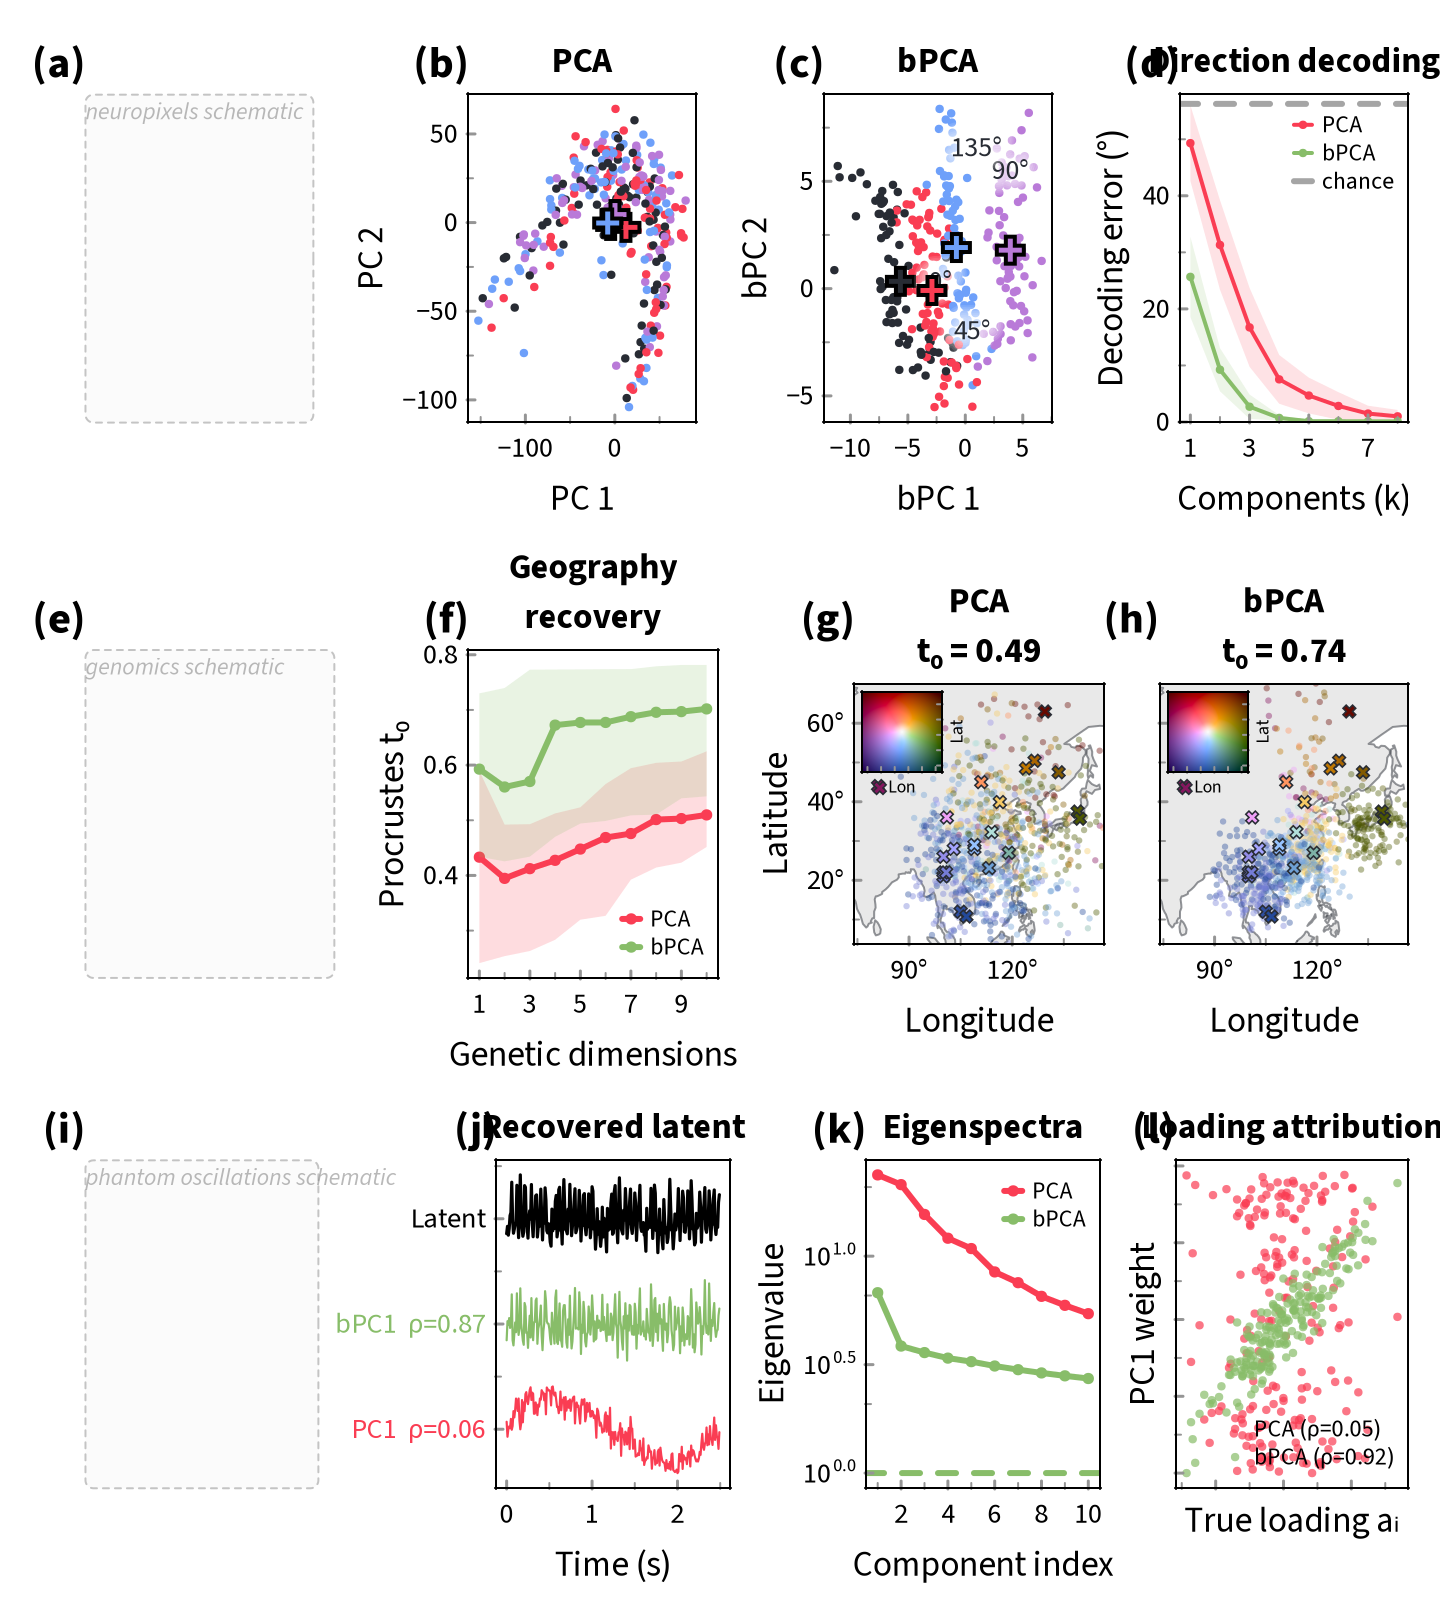 (a)
neuropixels schematic
(b)
PCA
PC 2
50
0
−50
−100
−100
0
PC 1
(c)
bPCA
bPC 2
5
0
−5
135°
90°
0°
45°
−10
−5
0
5
bPC 1
(d)
Direction decoding
Decoding error (°)
40
20
0
PCA
bPCA
chance
1
3
5
7
Components (k)
(e)
genomics schematic
(f)
Geography
recovery
Procrustes t₀
0.8
0.6
0.4
PCA
bPCA
1
3
5
7
9
Genetic dimensions
(g)
PCA
t₀ = 0.49
Latitude
60°
40°
20°
Lat
Lon
90°
120°
Longitude
(h)
bPCA
t₀ = 0.74
Lat
Lon
90°
120°
Longitude
(i)
phantom oscillations schematic
(j)
Recovered latent
Latent
bPC1 ρ=0.87
PC1 ρ=0.06
0
1
2
Time (s)
(k)
Eigenspectra
Eigenvalue
10^1.0
10^0.5
10^0.0
PCA
bPCA
2
4
6
8
10
Component index
(l)
Loading attribution
PC1 weight
PCA (ρ=0.05)
bPCA (ρ=0.92)
True loading aᵢ